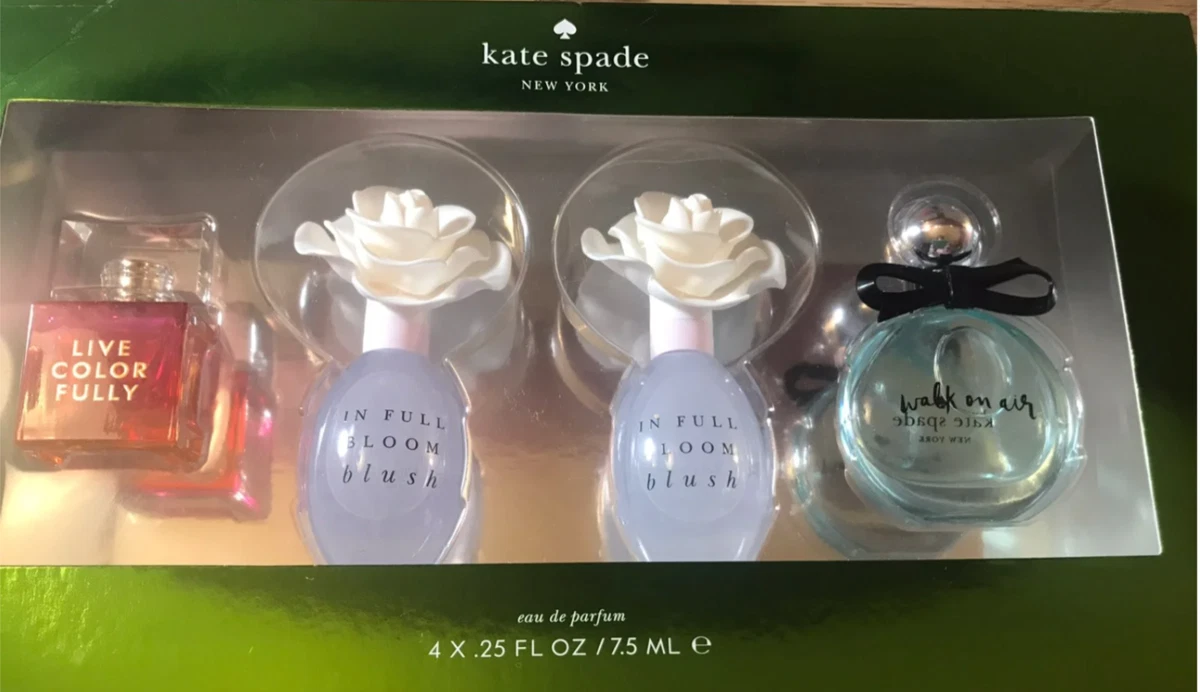 kate spade
NEW YORK
LIVE
COLOR
FULLY
IN FULL
BLOOM
blush
IN FULL
LOOM
blush
walk on air
kate spade
NEW YORK
eau de parfum
4 X .25 FL OZ / 7.5 ML ℮